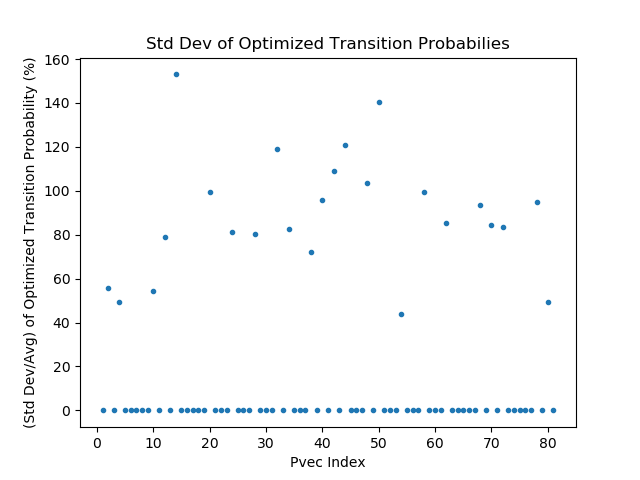 Std Dev of Optimized Transition Probabilies
(Std Dev/Avg) of Optimized Transition Probability (%)
160
140
120
100
80
60
40
20
0
0 10 20 30 40 50 60 70 80
Pvec Index